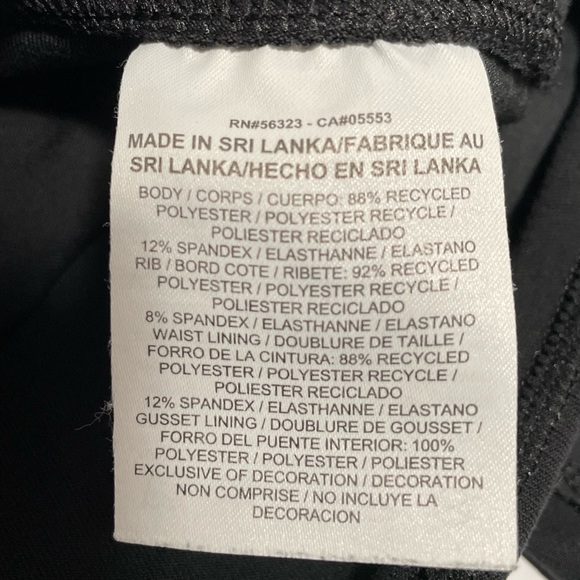 RN#56323 - CA#05553
MADE IN SRI LANKA/FABRIQUE AU
SRI LANKA/HECHO EN SRI LANKA
BODY / CORPS / CUERPO: 88% RECYCLED
POLYESTER / POLYESTER RECYCLE /
POLIESTER RECICLADO
12% SPANDEX / ELASTHANNE / ELASTANO
RIB / BORD COTE / RIBETE: 92% RECYCLED
POLYESTER / POLYESTER RECYCLE /
POLIESTER RECICLADO
8% SPANDEX / ELASTHANNE / ELASTANO
WAIST LINING / DOUBLURE DE TAILLE /
FORRO DE LA CINTURA: 88% RECYCLED
POLYESTER / POLYESTER RECYCLE /
POLIESTER RECICLADO
12% SPANDEX / ELASTHANNE / ELASTANO
GUSSET LINING / DOUBLURE DE GOUSSET /
FORRO DEL PUENTE INTERIOR: 100%
POLYESTER / POLYESTER / POLIESTER
EXCLUSIVE OF DECORATION / DECORATION
NON COMPRISE / NO INCLUYE LA
DECORACION